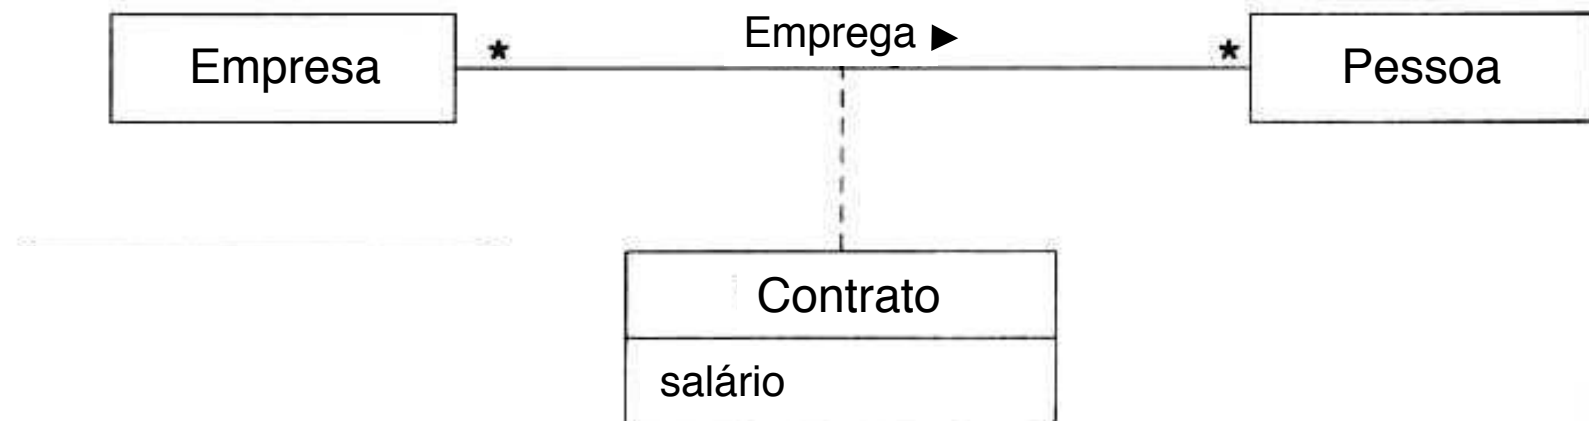 Emprega ▶
Empresa
*
*
Pessoa
Contrato
salário